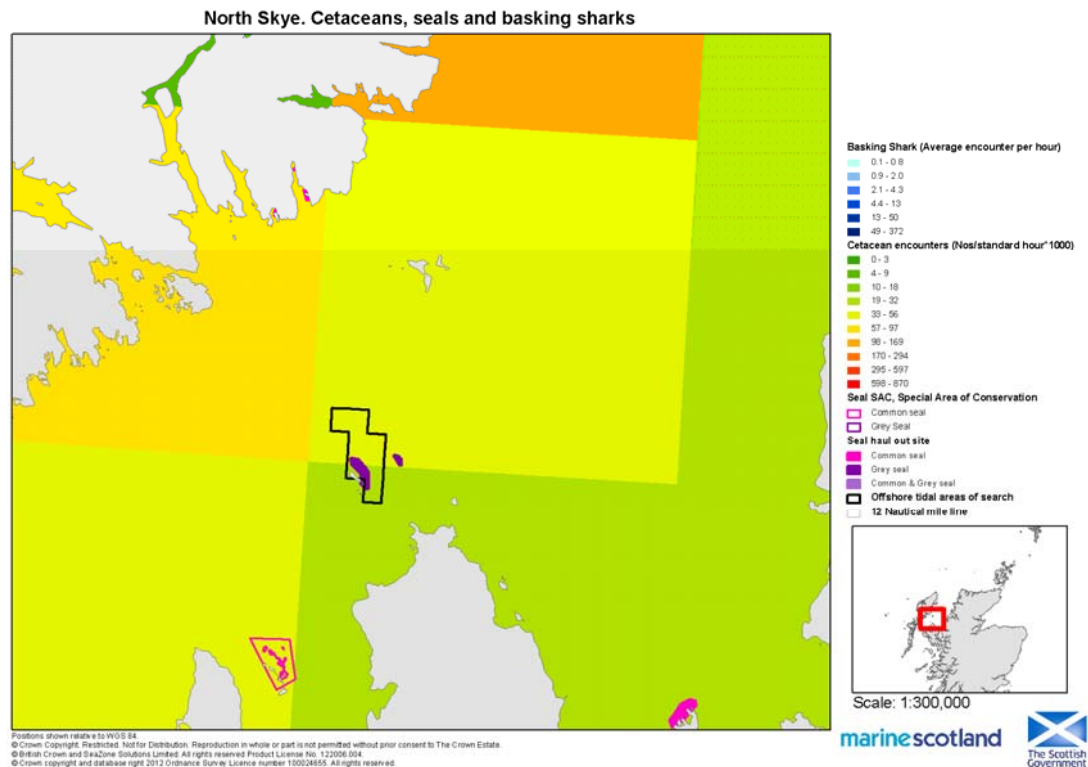 North Skye. Cetaceans, seals and basking sharks
Basking Shark (Average encounter per hour)
0.1 - 0.8
0.9 - 2.0
2.1 - 4.3
4.4 - 13
13 - 50
49 - 372
Cetacean encounters (Nos/standard hour*1000)
0 - 3
4 - 9
10 - 18
19 - 32
33 - 56
57 - 97
98 - 169
170 - 294
295 - 597
598 - 870
Seal SAC, Special Area of Conservation
Common seal
Grey Seal
Seal haul out site
Common seal
Grey seal
Common & Grey seal
Offshore tidal areas of search
12 Nautical mile line
Scale: 1:300,000
marinescotland
The Scottish
Government
Positions shown relative to WGS 84.
© Crown Copyright. Restricted. Not for Distribution. Reproduction in whole or part is not permitted without prior consent to The Crown Estate.
© British Crown and SeaZone Solutions Limited. All rights reserved. Product License No. 122006.004.
© Crown copyright and database right 2012 Ordnance Survey Licence number 100024655. All rights reserved.